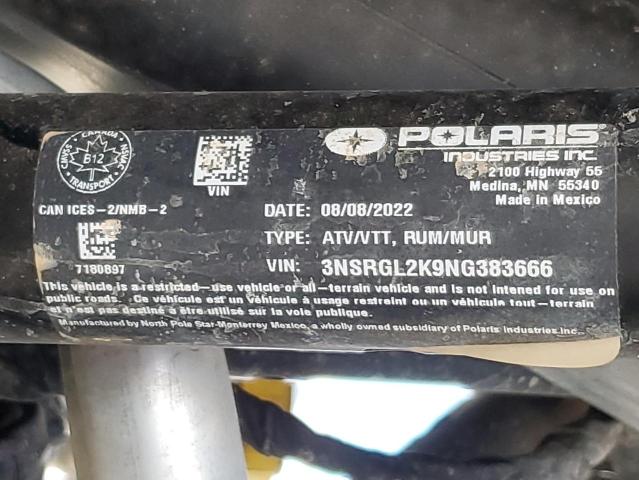 CANADA
B12
CMVSS NSVAC
TRANSPORT
VIN
POLARIS
INDUSTRIES INC.
2100 Highway 55
Medina, MN 55340
Made in Mexico
CAN ICES-2/NMB-2
DATE: 08/08/2022
TYPE: ATV/VTT, RUM/MUR
7180897
VIN: 3NSRGL2K9NG383666
This vehicle is a restricted-use vehicle or all-terrain vehicle and is not intended for use on
public roads. Ce véhicule est un véhicule à usage restreint ou un véhicule tout-terrain
et n'est pas destiné à être utilisé sur la voie publique.
Manufactured by North Pole Star-Monterrey Mexico, a wholly owned subsidiary of Polaris Industries Inc.